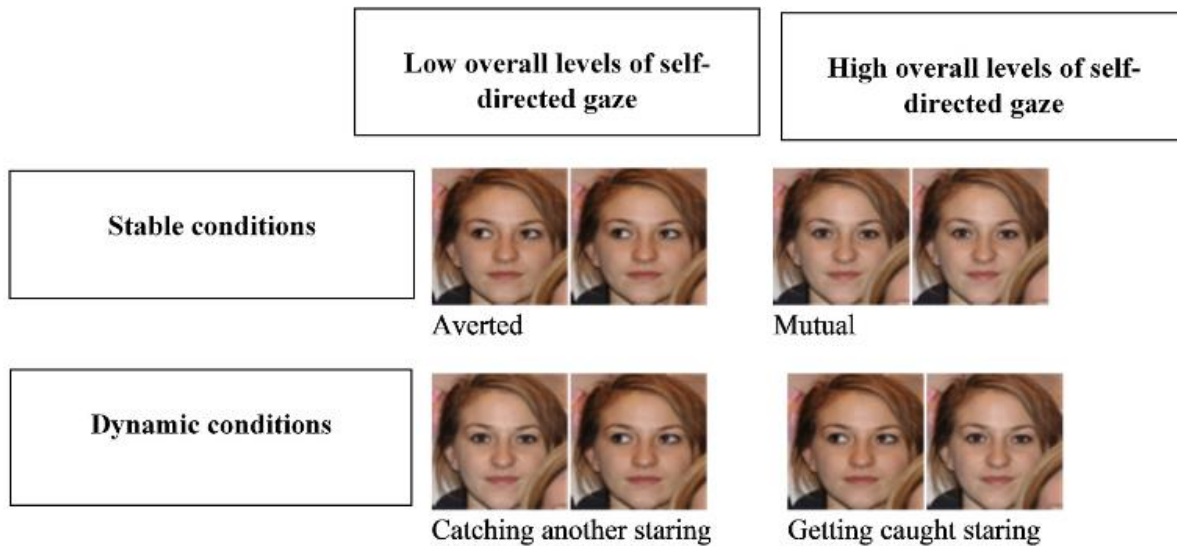 Low overall levels of self-
directed gaze
High overall levels of self-
directed gaze
Stable conditions
Averted
Mutual
Dynamic conditions
Catching another staring
Getting caught staring